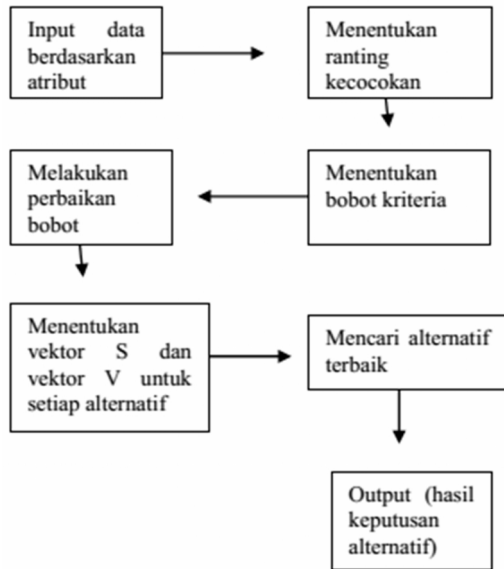 Input data
berdasarkan
atribut
Menentukan
ranting
kecocokan
Menentukan
bobot kriteria
Melakukan
perbaikan
bobot
Menentukan
vektor S dan
vektor V untuk
setiap alternatif
Mencari alternatif
terbaik
Output (hasil
keputusan
alternatif)